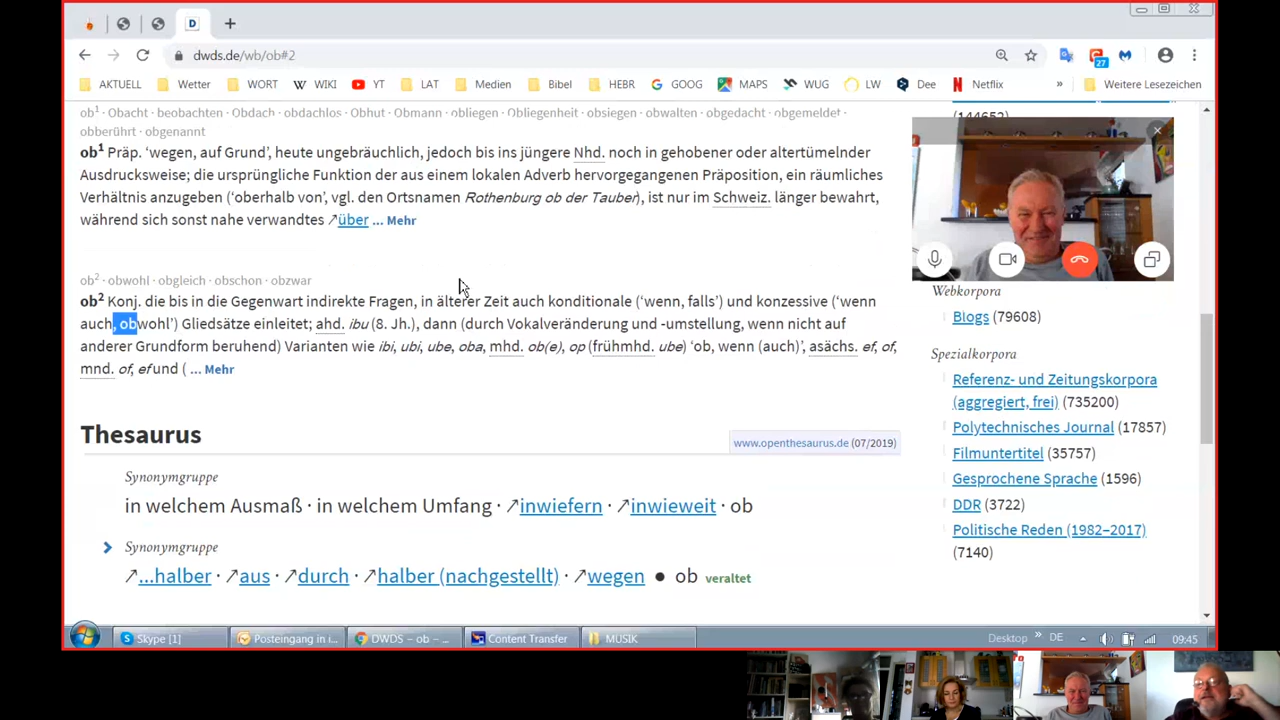 D
dwds.de/wb/ob#2
27
AKTUELL Wetter WORT WIKI YT LAT Medien Bibel HEBR GOOG MAPS WUG LW Dee Netflix » Weitere Lesezeichen
ob¹ · Obacht · beobachten · Obdach · obdachlos · Obhut · Obmann · obliegen · Obliegenheit · obsiegen · obwalten · obgedacht · obgemeldet ·
obberührt · obgenannt
ob¹ Präp. ‘wegen, auf Grund’, heute ungebräuchlich, jedoch bis ins jüngere Nhd. noch in gehobener oder altertümelnder
Ausdrucksweise; die ursprüngliche Funktion der aus einem lokalen Adverb hervorgegangenen Präposition, ein räumliches
Verhältnis anzugeben (‘oberhalb von’, vgl. den Ortsnamen Rothenburg ob der Tauber), ist nur im Schweiz. länger bewahrt,
während sich sonst nahe verwandtes ↗über ... Mehr
ob² · obwohl · obgleich · obschon · obzwar
ob² Konj. die bis in die Gegenwart indirekte Fragen, in älterer Zeit auch konditionale (‘wenn, falls’) und konzessive (‘wenn
auch, obwohl’) Gliedsätze einleitet; ahd. ibu (8. Jh.), dann (durch Vokalveränderung und -umstellung, wenn nicht auf
anderer Grundform beruhend) Varianten wie ibi, ubi, ube, oba, mhd. ob(e), op (frühmhd. ube) ‘ob, wenn (auch)’, asächs. ef, of,
mnd. of, ef und ( ... Mehr
Thesaurus
www.openthesaurus.de (07/2019)
Synonymgruppe
in welchem Ausmaß · in welchem Umfang · ↗inwiefern · ↗inwieweit · ob
Synonymgruppe
↗...halber · ↗aus · ↗durch · ↗halber (nachgestellt) · ↗wegen ● ob veraltet
(144652)
Webkorpora
Blogs (79608)
Spezialkorpora
Referenz- und Zeitungskorpora
(aggregiert, frei) (735200)
Polytechnisches Journal (17857)
Filmuntertitel (35757)
Gesprochene Sprache (1596)
DDR (3722)
Politische Reden (1982–2017)
(7140)
Skype [1] Posteingang in i... DWDS – ob – ... Content Transfer MUSIK Desktop » DE 09:45